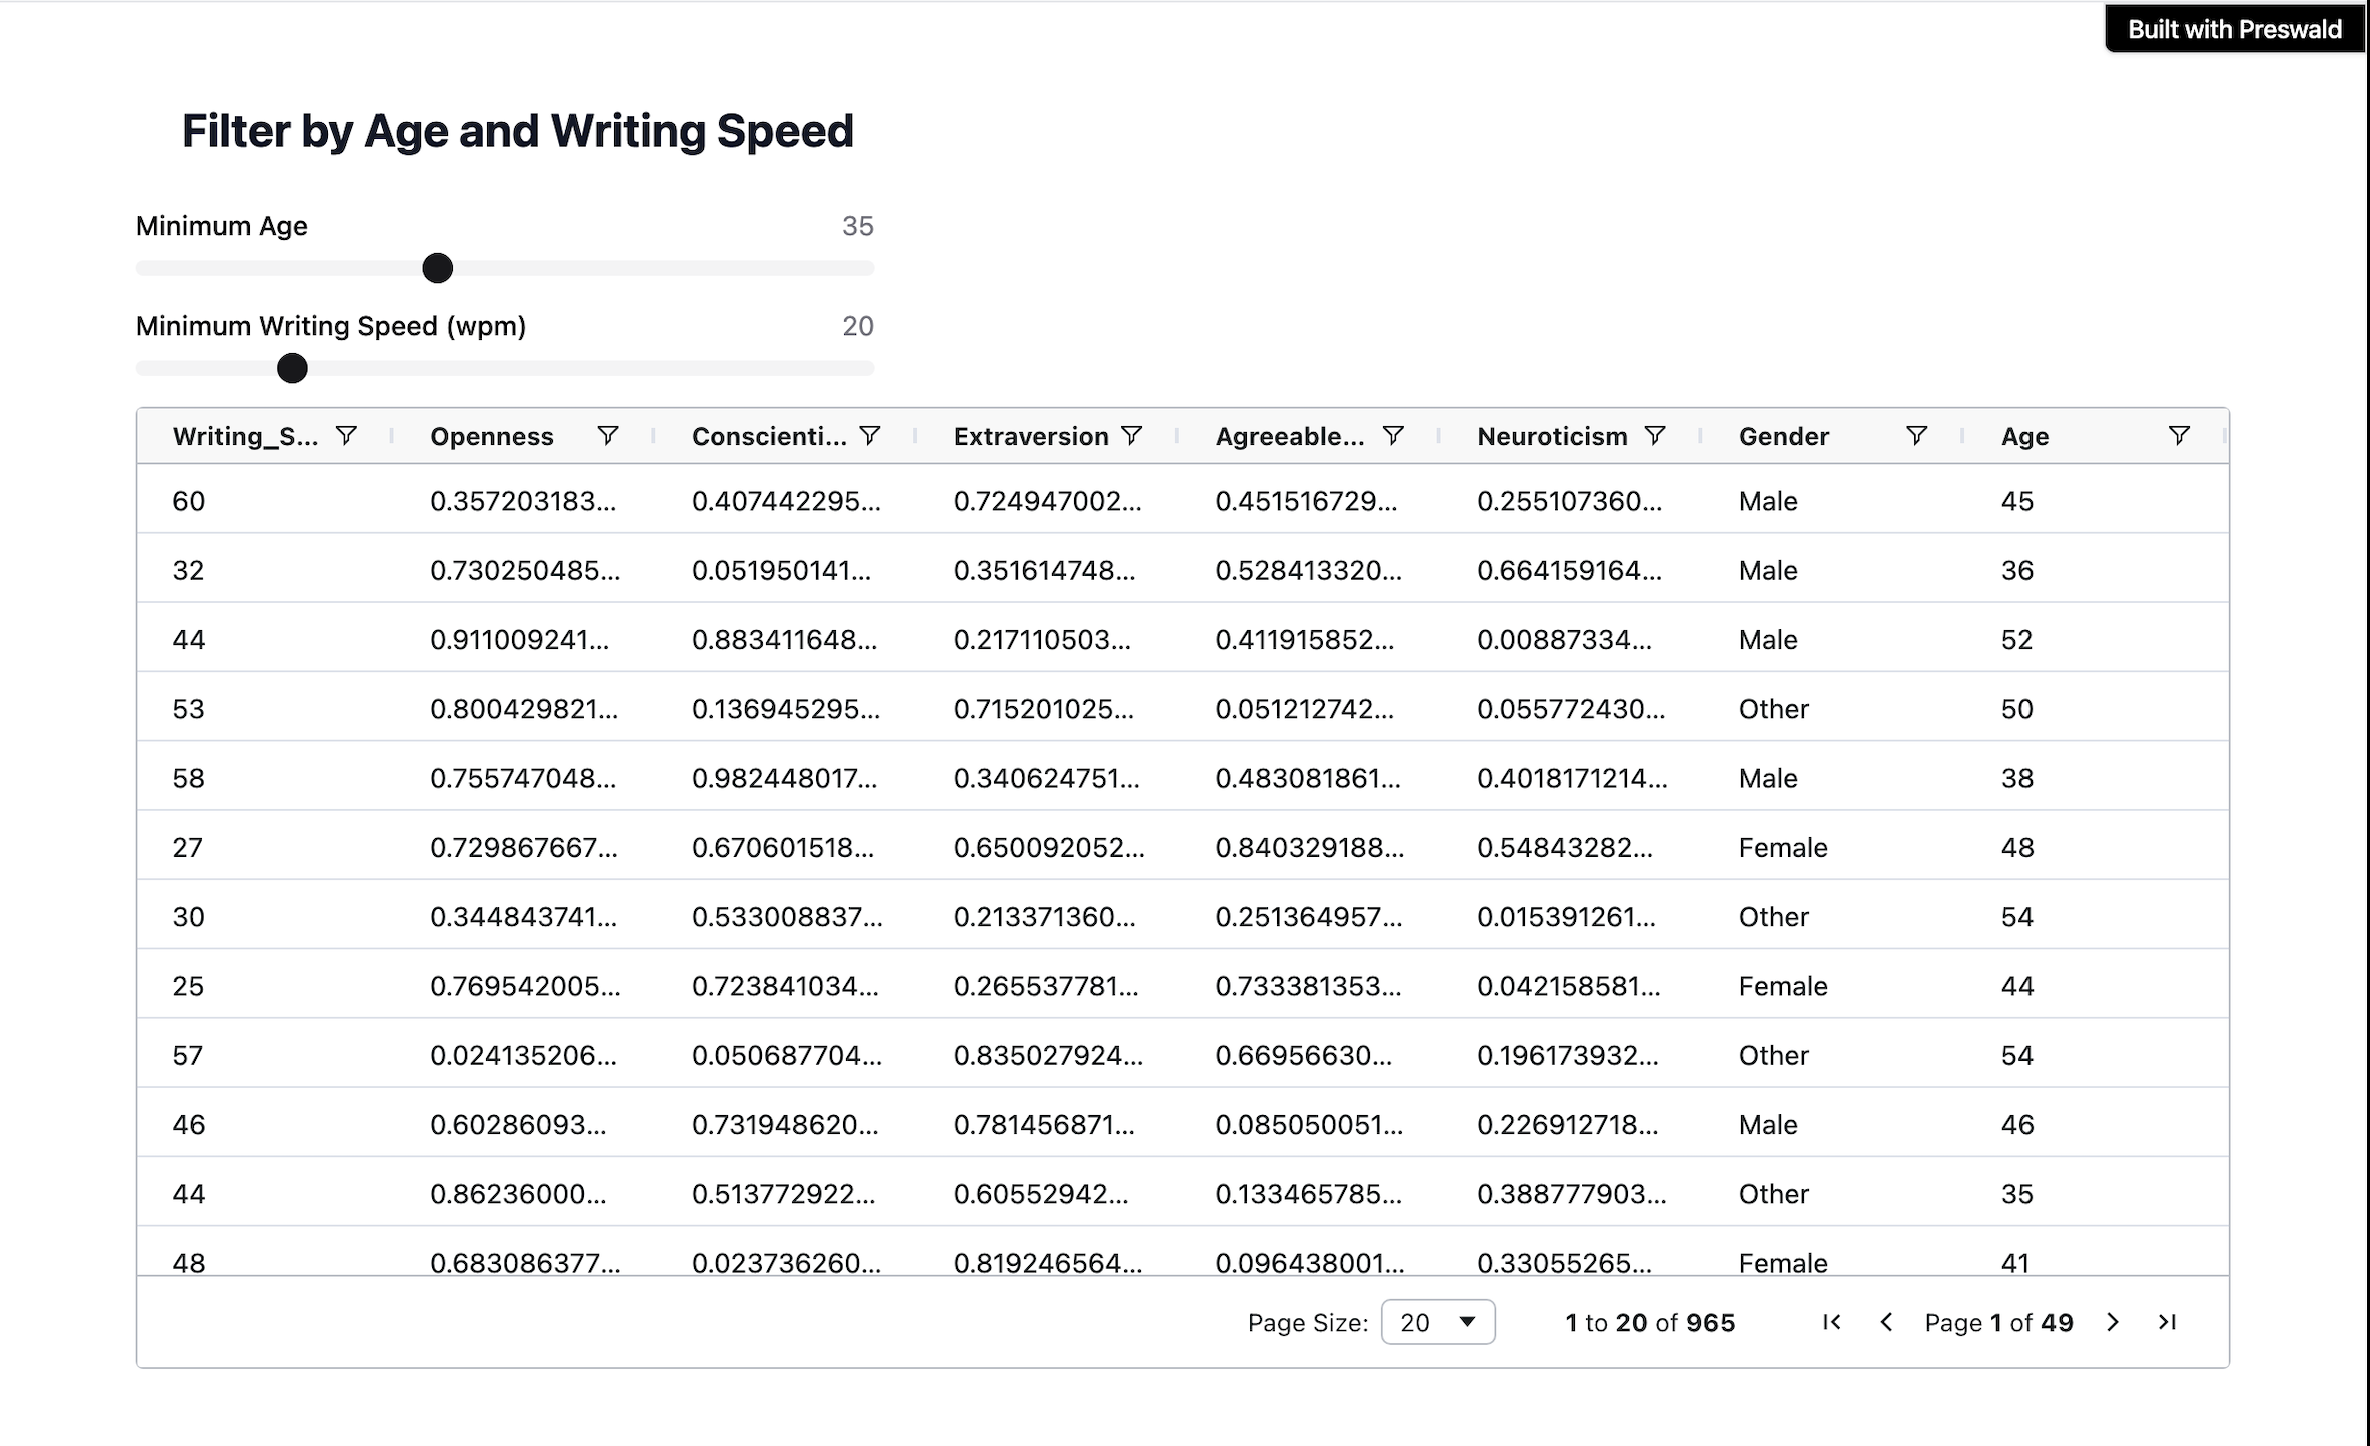 Built with Preswald
Filter by Age and Writing Speed
Minimum Age 35
Minimum Writing Speed (wpm) 20
Writing_S... Openness Conscienti... Extraversion Agreeable... Neuroticism Gender Age
60 0.357203183... 0.407442295... 0.724947002... 0.451516729... 0.255107360... Male 45
32 0.730250485... 0.051950141... 0.351614748... 0.528413320... 0.664159164... Male 36
44 0.911009241... 0.883411648... 0.217110503... 0.411915852... 0.00887334... Male 52
53 0.800429821... 0.136945295... 0.715201025... 0.051212742... 0.055772430... Other 50
58 0.755747048... 0.982448017... 0.340624751... 0.483081861... 0.4018171214... Male 38
27 0.729867667... 0.670601518... 0.650092052... 0.840329188... 0.54843282... Female 48
30 0.344843741... 0.533008837... 0.213371360... 0.251364957... 0.015391261... Other 54
25 0.769542005... 0.723841034... 0.265537781... 0.733381353... 0.042158581... Female 44
57 0.024135206... 0.050687704... 0.835027924... 0.66956630... 0.196173932... Other 54
46 0.60286093... 0.731948620... 0.781456871... 0.085050051... 0.226912718... Male 46
44 0.86236000... 0.513772922... 0.60552942... 0.133465785... 0.388777903... Other 35
48 0.683086377... 0.023736260... 0.819246564... 0.096438001... 0.33055265... Female 41
Page Size: 20 1 to 20 of 965 Page 1 of 49